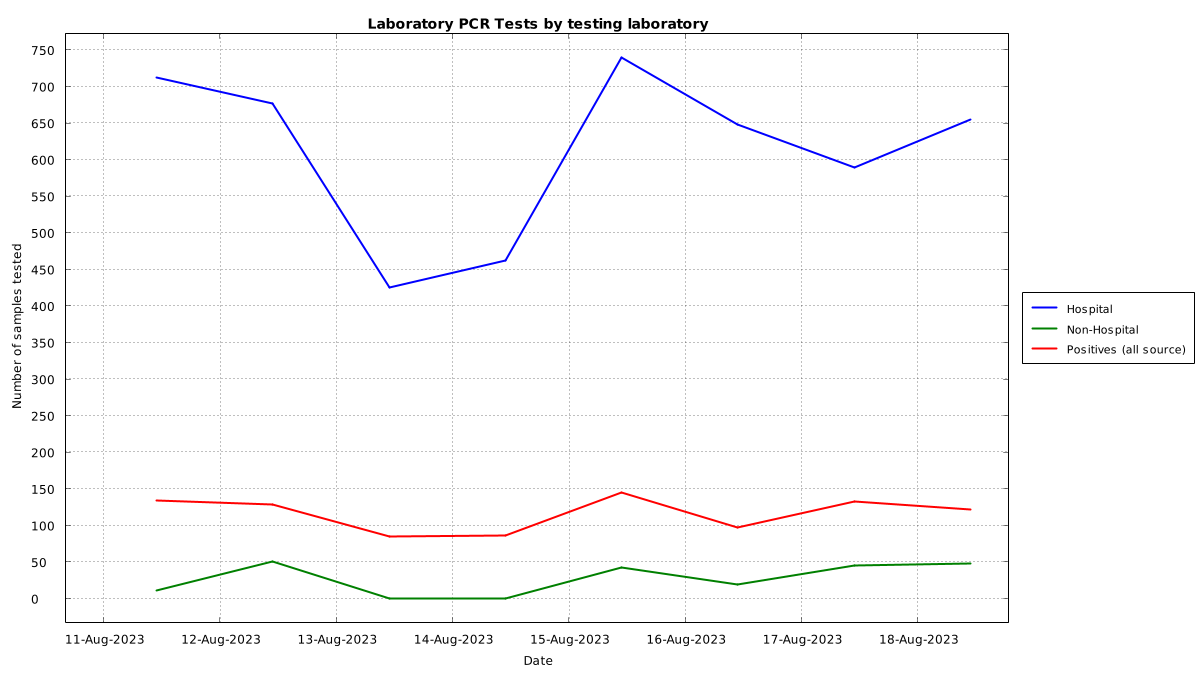 Laboratory PCR Tests by testing laboratory
750
700
650
600
550
500
450
400
350
300
250
200
150
100
50
0
Number of samples tested
11-Aug-2023 12-Aug-2023 13-Aug-2023 14-Aug-2023 15-Aug-2023 16-Aug-2023 17-Aug-2023 18-Aug-2023
Date
Hospital
Non-Hospital
Positives (all source)